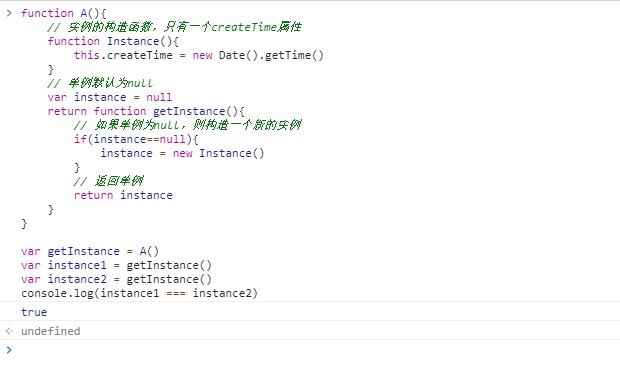 function A(){
// 实例的构造函数，只有一个createTime属性
function Instance(){
this.createTime = new Date().getTime()
}
// 单例默认为null
var instance = null
return function getInstance(){
// 如果单例为null，则构造一个新的实例
if(instance==null){
instance = new Instance()
}
// 返回单例
return instance
}
}
var getInstance = A()
var instance1 = getInstance()
var instance2 = getInstance()
console.log(instance1 === instance2)
true
undefined